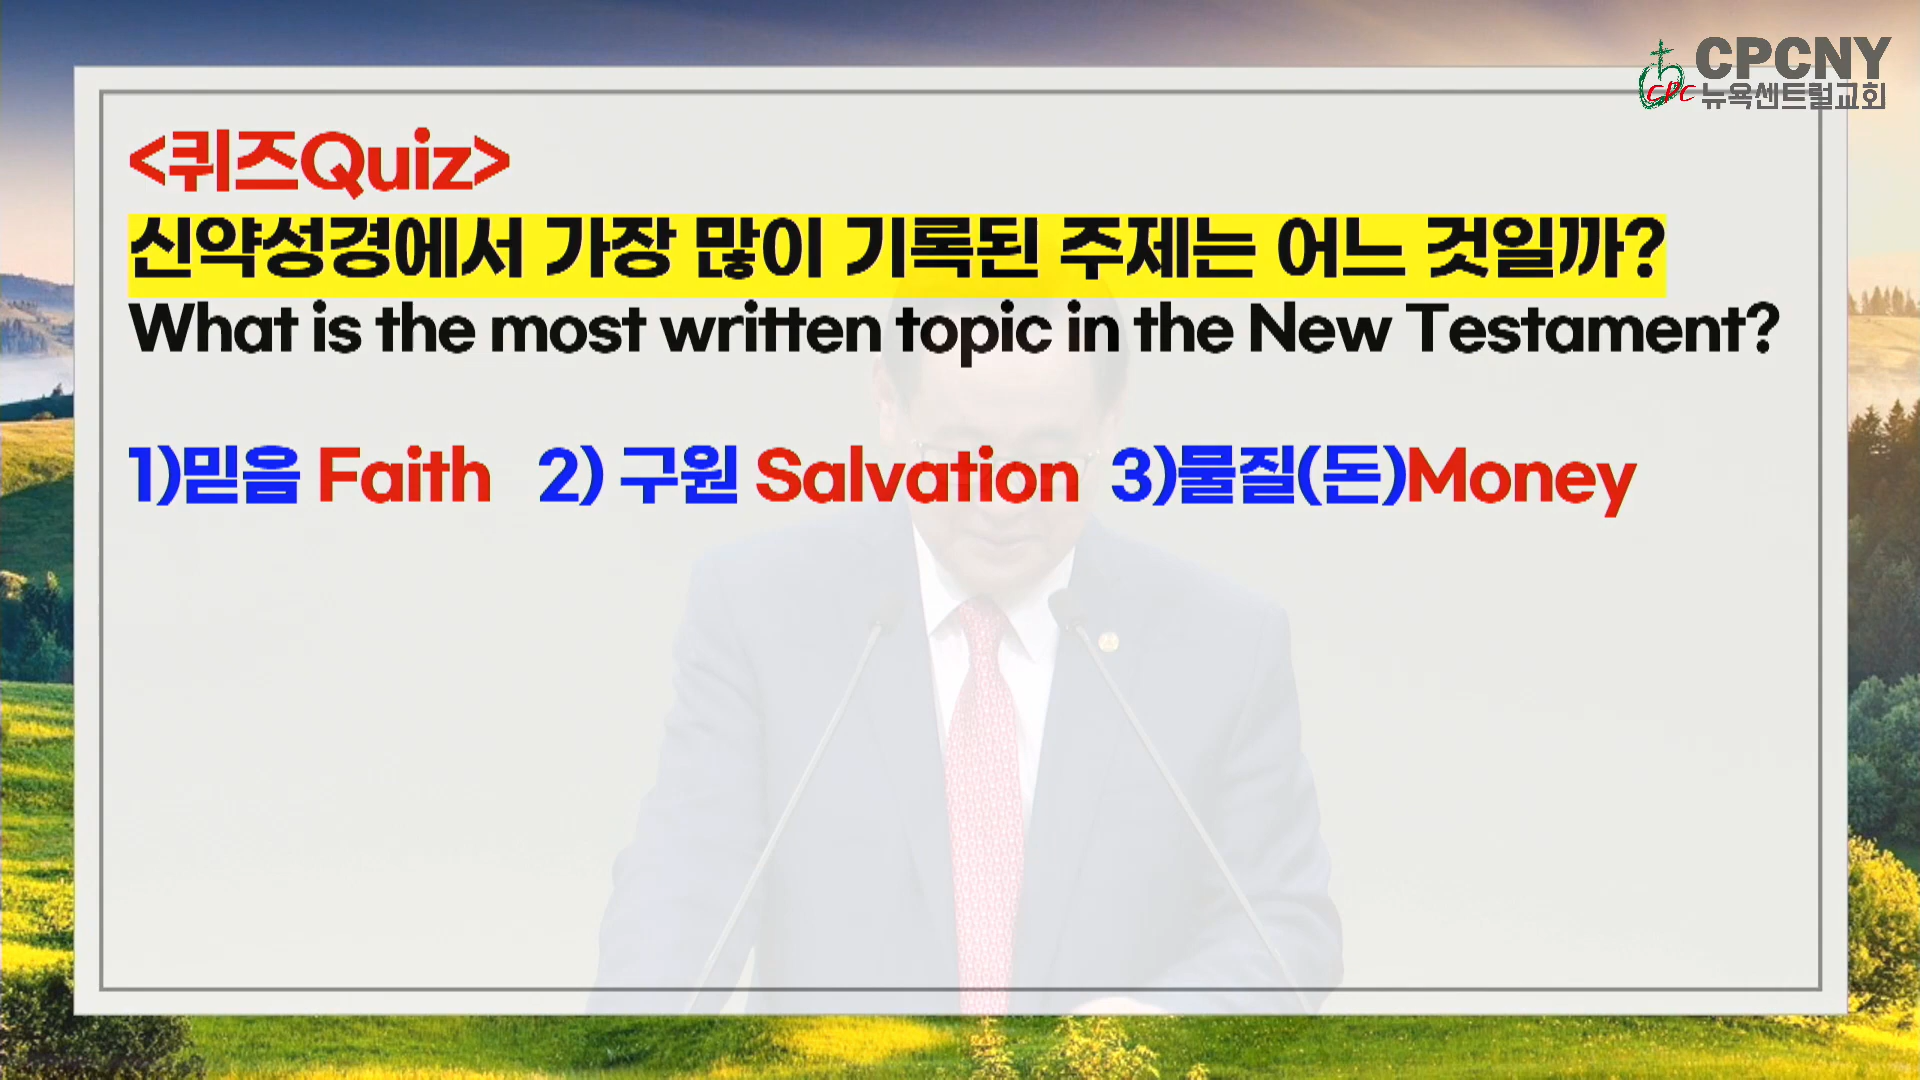 CPCNY
CPC 뉴욕센트럴교회
<퀴즈Quiz>
신약성경에서 가장 많이 기록된 주제는 어느 것일까?
What is the most written topic in the New Testament?
1)믿음 Faith 2) 구원 Salvation 3)물질(돈)Money